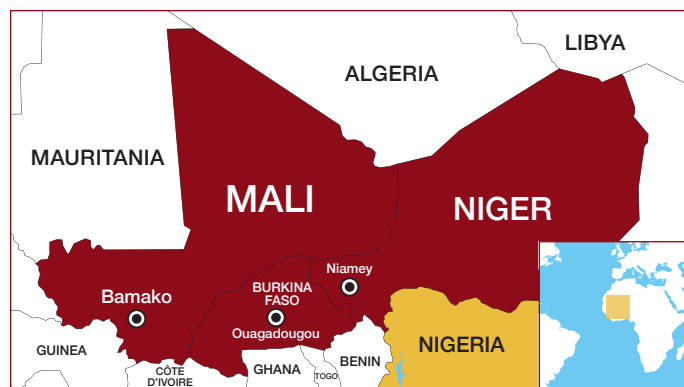 LIBYA
ALGERIA
MAURITANIA
MALI
NIGER
Niamey
BURKINA
FASO
Bamako
Ouagadougou
NIGERIA
GUINEA
CÔTE
D'IVOIRE
GHANA
TOGO
BENIN